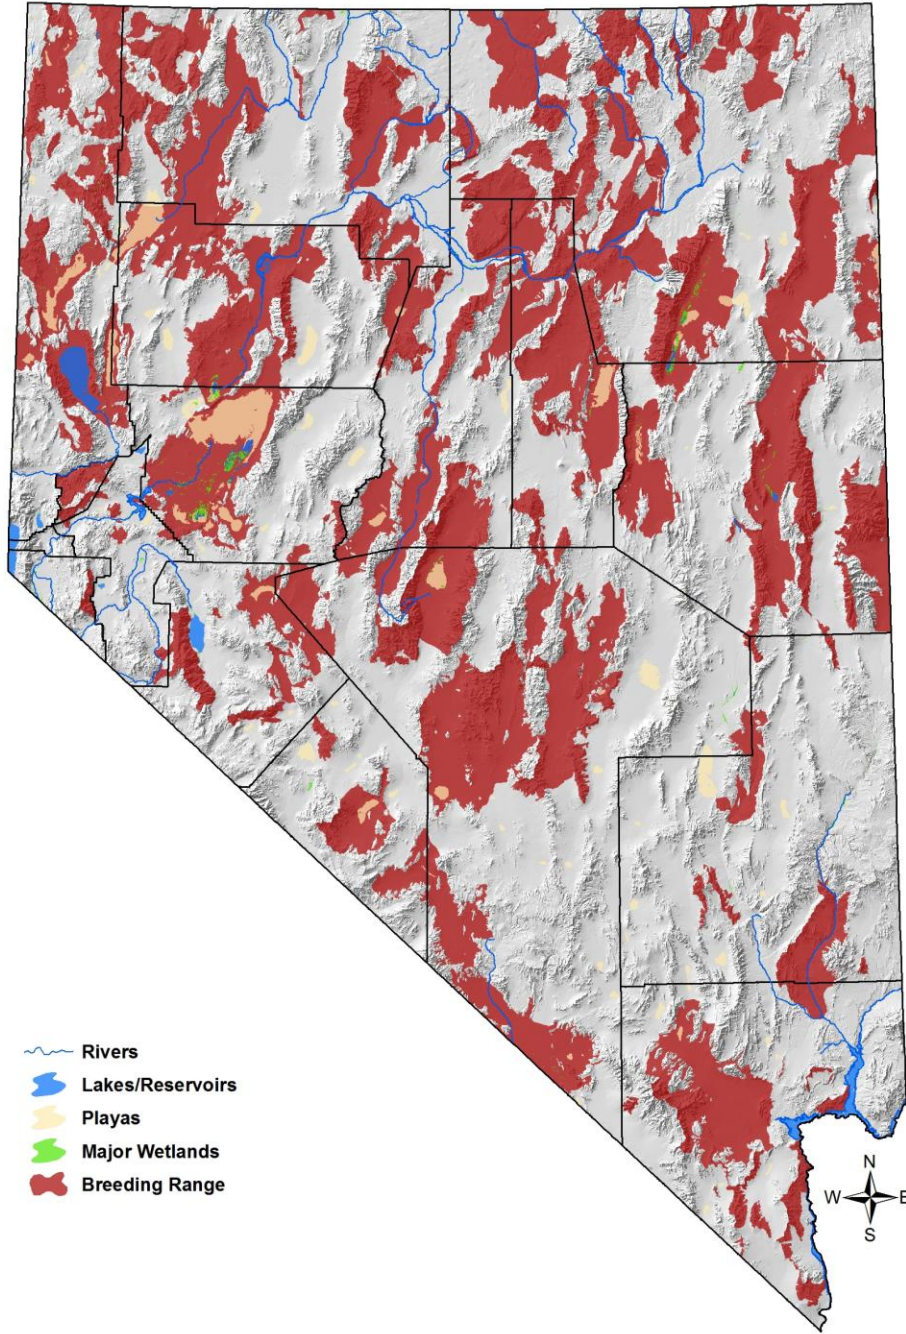 Rivers
Lakes/Reservoirs
Playas
Major Wetlands
Breeding Range
N
W E
S